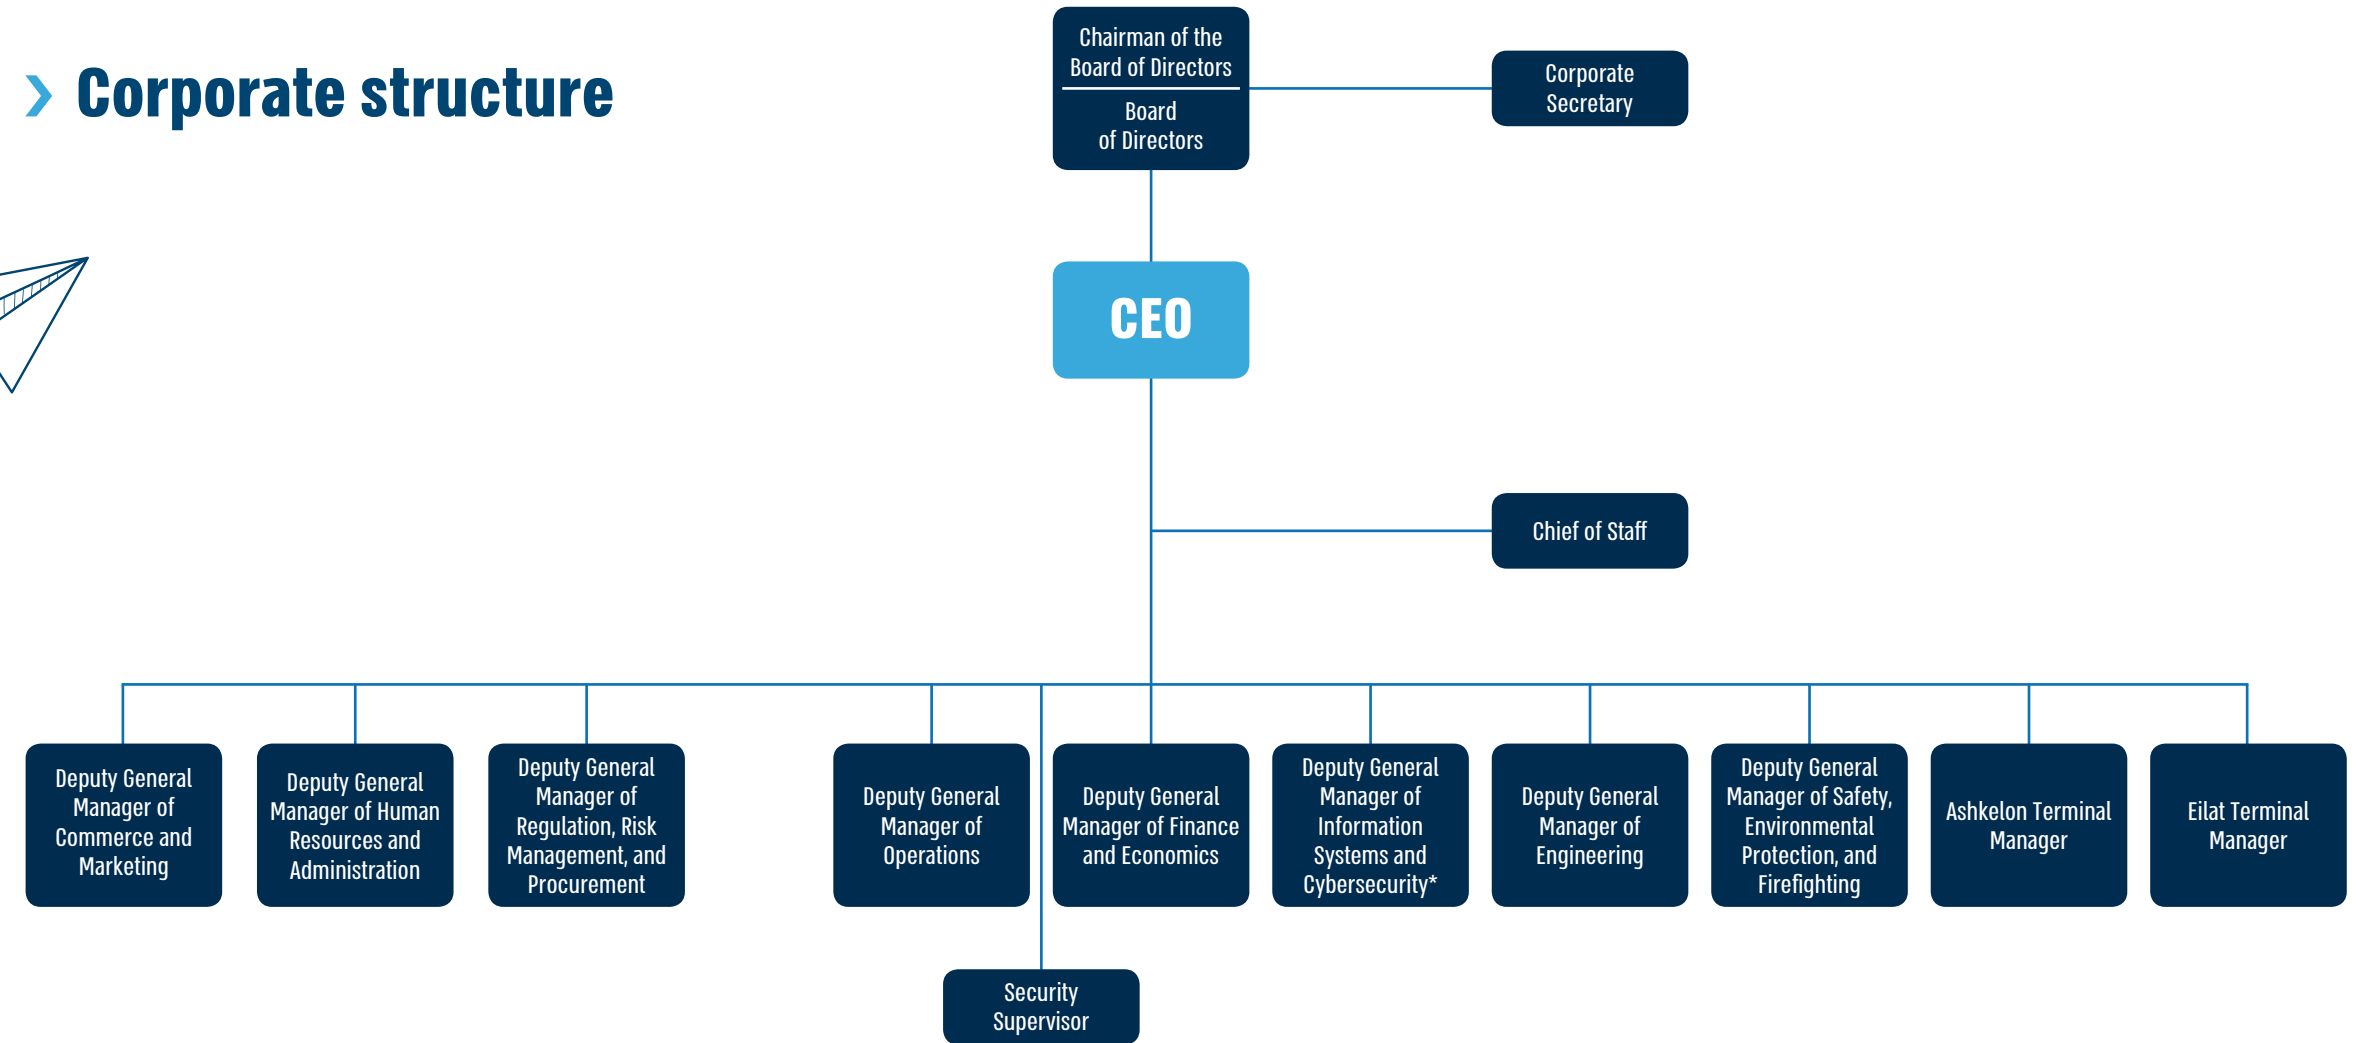 Corporate structure
Chairman of the
Board of Directors
Board
of Directors
Corporate
Secretary
CEO
Chief of Staff
Deputy General
Manager of
Commerce and
Marketing
Deputy General
Manager of Human
Resources and
Administration
Deputy General
Manager of
Regulation, Risk
Management, and
Procurement
Deputy General
Manager of
Operations
Deputy General
Manager of Finance
and Economics
Deputy General
Manager of
Information
Systems and
Cybersecurity*
Deputy General
Manager of
Engineering
Deputy General
Manager of Safety,
Environmental
Protection, and
Firefighting
Ashkelon Terminal
Manager
Eilat Terminal
Manager
Security
Supervisor